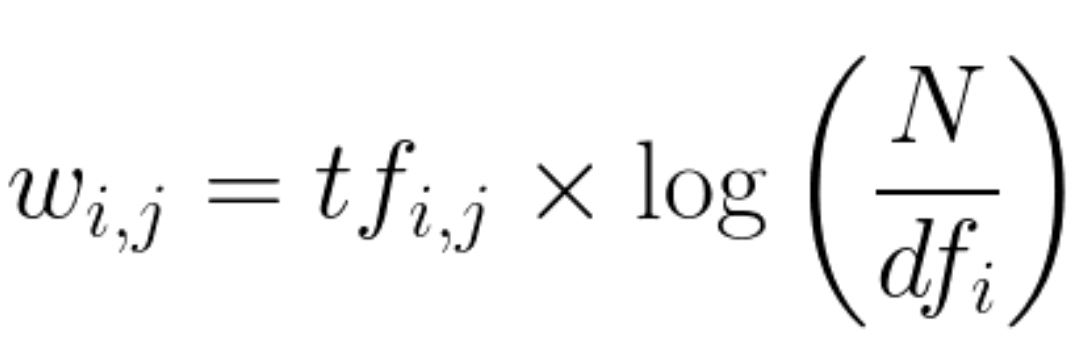 w_{i,j} = tf_{i,j} × log ( N / df_i )